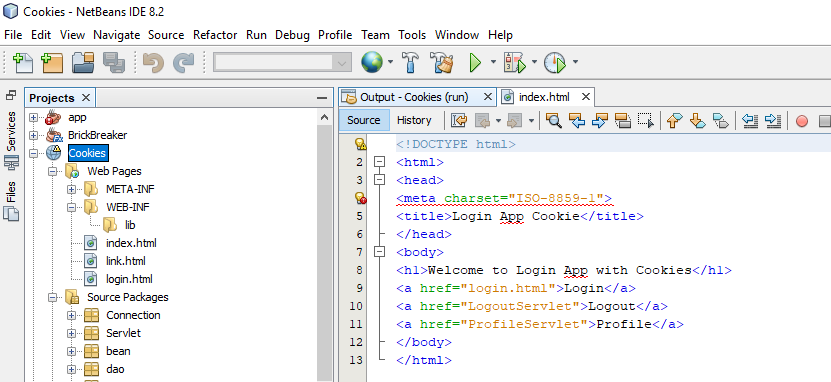 Cookies - NetBeans IDE 8.2
File Edit View Navigate Source Refactor Run Debug Profile Team Tools Window Help
Services
Files
Projects
app
BrickBreaker
Cookies
Web Pages
META-INF
WEB-INF
lib
index.html
link.html
login.html
Source Packages
Connection
Servlet
bean
dao
Output - Cookies (run)
index.html
Source History
<!DOCTYPE html>
2 <html>
3 <head>
<meta charset="ISO-8859-1">
5 <title>Login App Cookie</title>
6 </head>
7 <body>
8 <h1>Welcome to Login App with Cookies</h1>
9 <a href="login.html">Login</a>
10 <a href="LogoutServlet">Logout</a>
11 <a href="ProfileServlet">Profile</a>
12 </body>
13 </html>